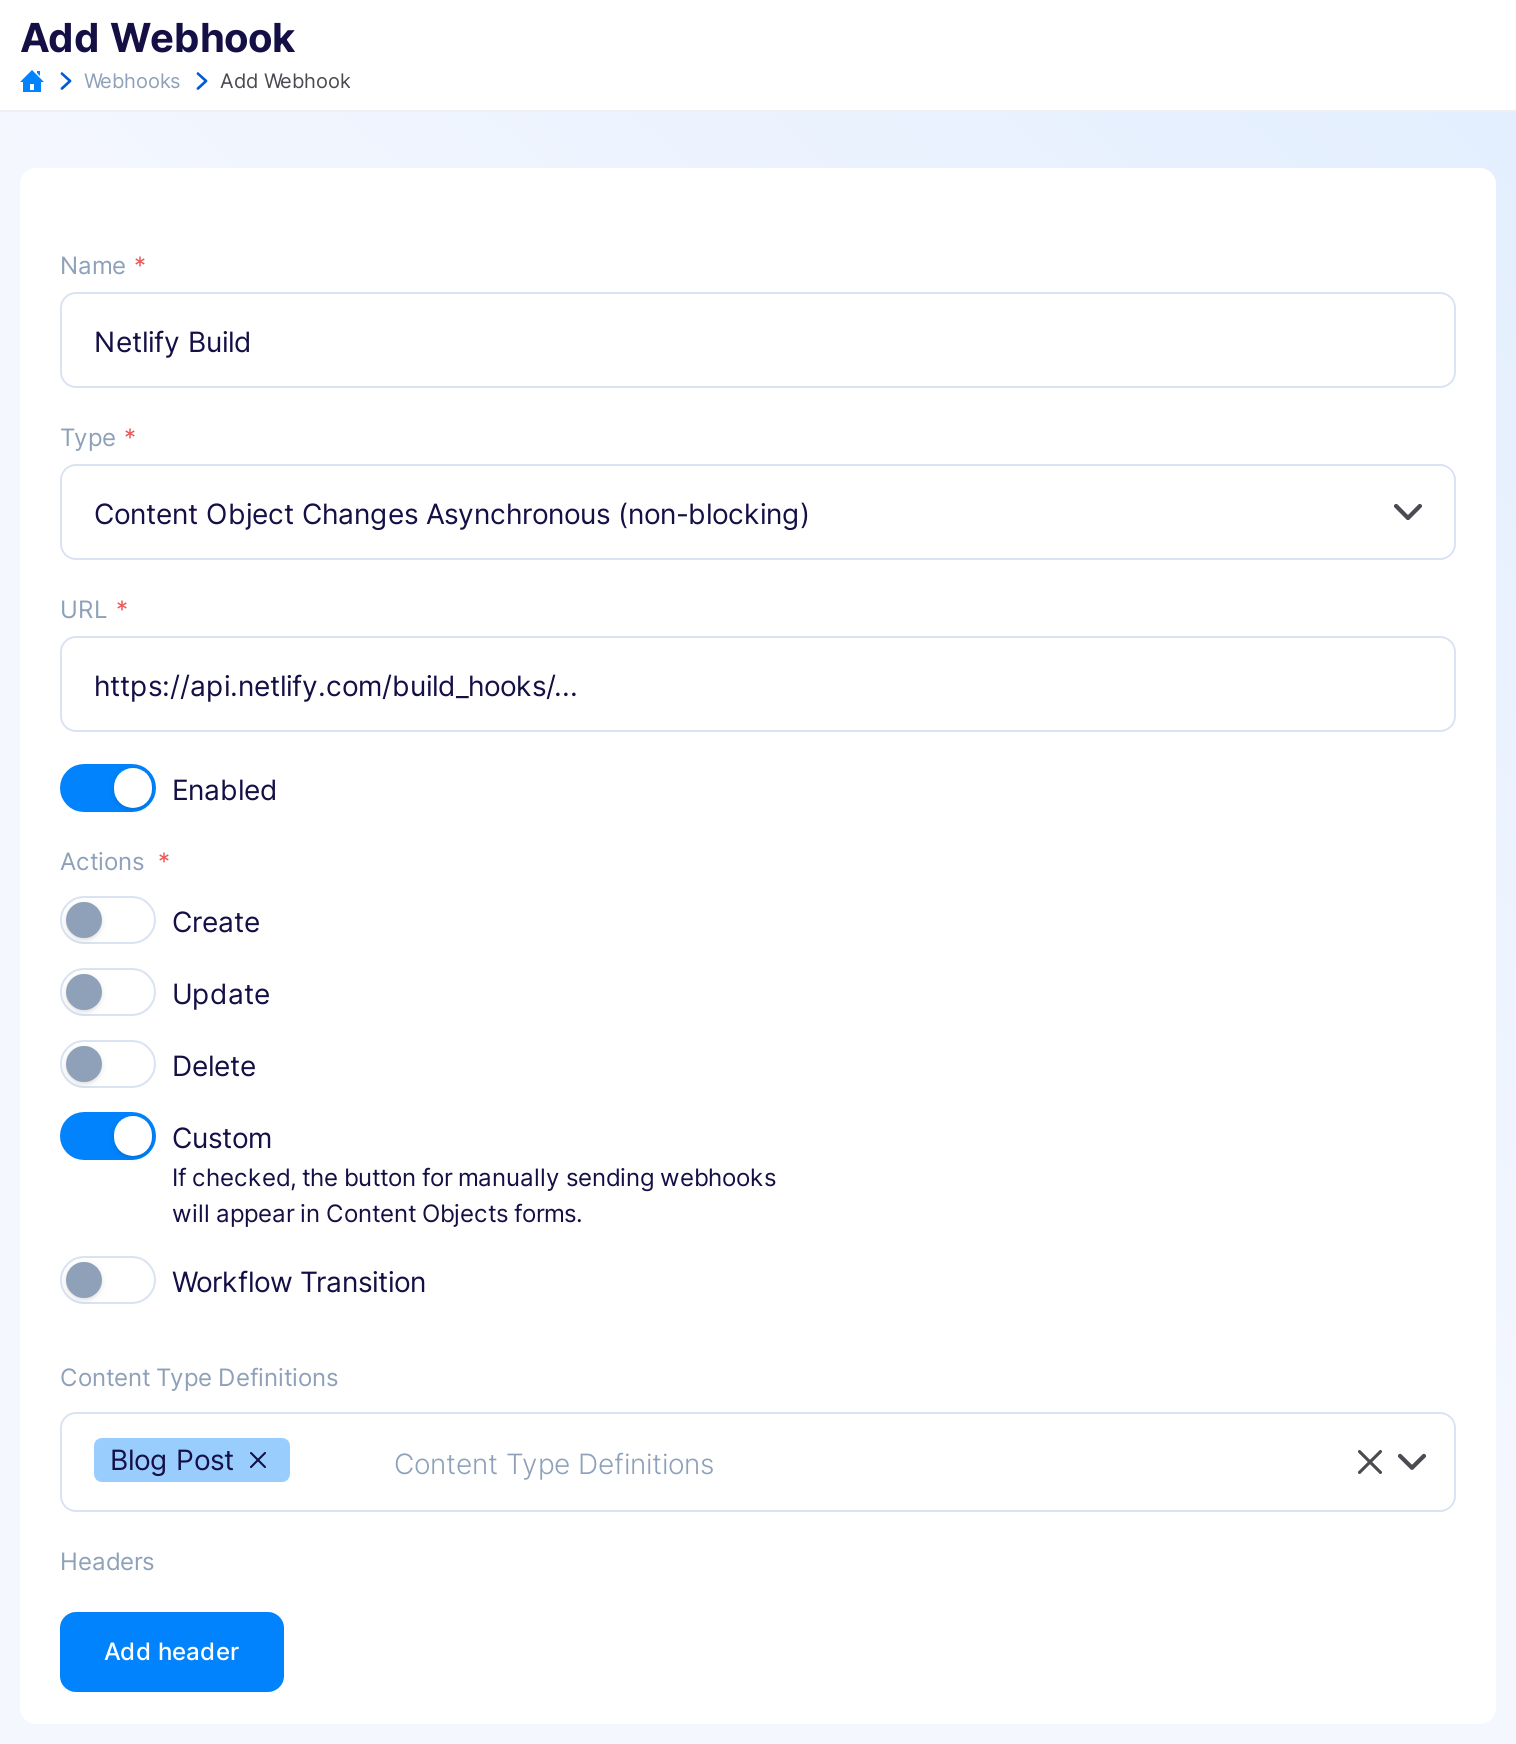 Add Webhook
Webhooks Add Webhook
Name *
Netlify Build
Type *
Content Object Changes Asynchronous (non-blocking)
URL *
https://api.netlify.com/build_hooks/...
Enabled
Actions *
Create
Update
Delete
Custom
If checked, the button for manually sending webhooks
will appear in Content Objects forms.
Workflow Transition
Content Type Definitions
Blog Post Content Type Definitions
Headers
Add header